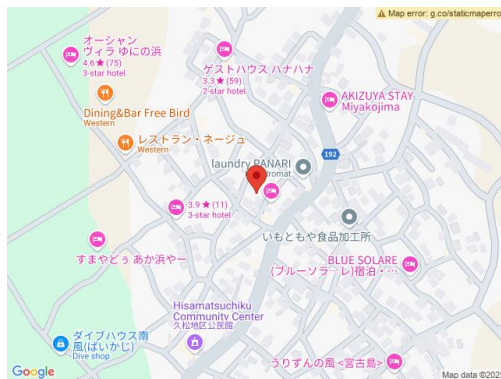 Map error: g.co/staticmaperro
オーシャン
ヴィラ ゆにの浜
4.6★(75)
3-star hotel
ゲストハウス ハナハナ
3.3★(59)
2-star hotel
Dining&Bar Free Bird
Western
AKIZUYA STAY
Miyakojima
レストラン・ネージュ
Western
192
laundry PANARI
3.9★(11)
3-star hotel
いもともや食品加工所
すまやどぅ あか浜やー
BLUE SOLARE
(ブルーソラーレ)宿泊・…
Hisamatsuchiku
Community Center
久松地区公民館
ダイブハウス南
風(ぱいかじ)
Dive shop
うりずんの風<宮古島>
Google
Map data ©2025